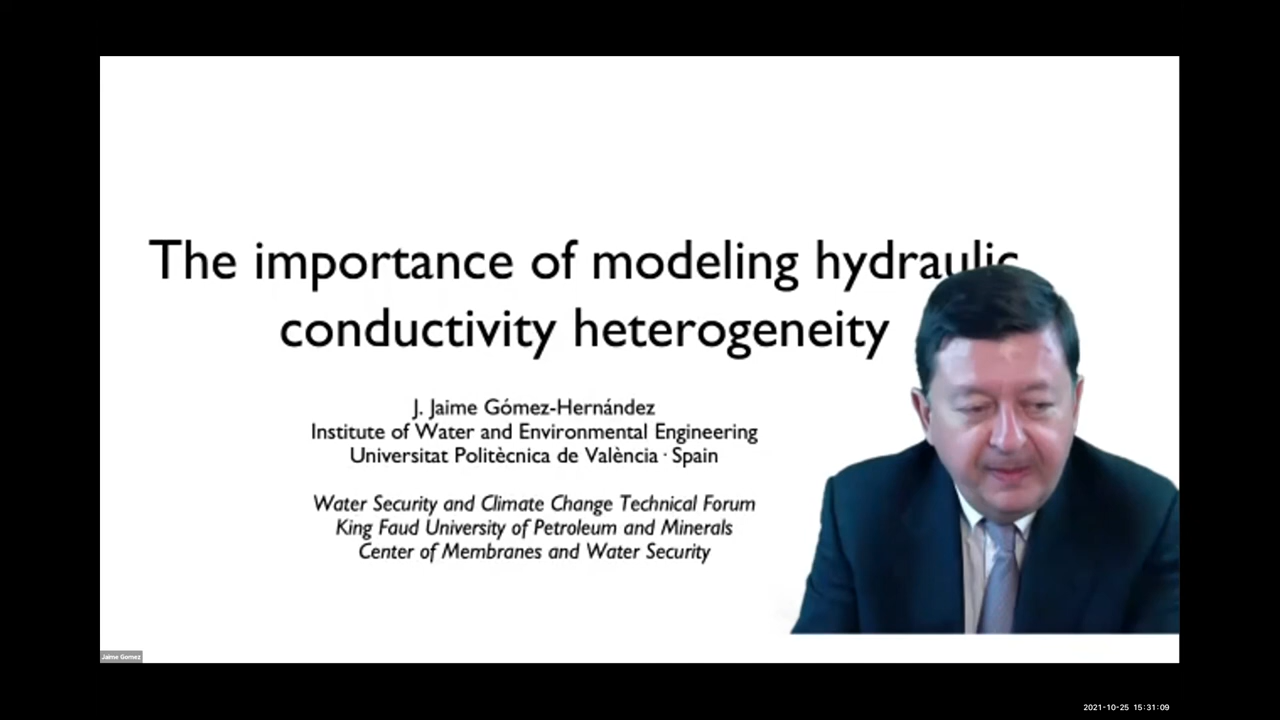 The importance of modeling hydraulic
conductivity heterogeneity
J. Jaime Gómez-Hernández
Institute of Water and Environmental Engineering
Universitat Politècnica de València · Spain
Water Security and Climate Change Technical Forum
King Faud University of Petroleum and Minerals
Center of Membranes and Water Security
Jaime Gomez
2021-10-25 15:31:09